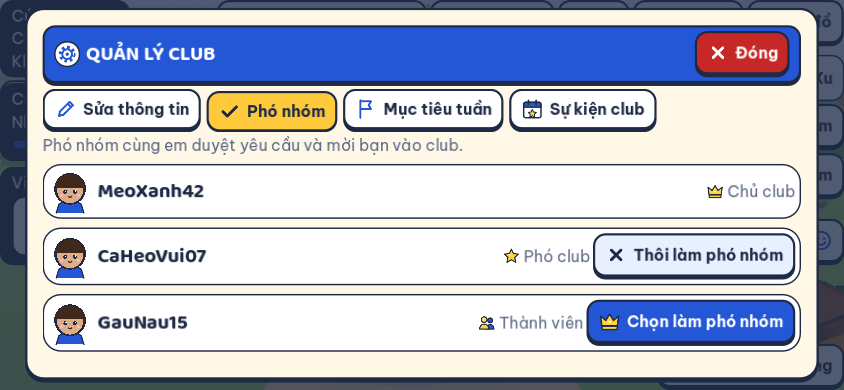 QUẢN LÝ CLUB
Đóng
Sửa thông tin
Phó nhóm
Mục tiêu tuần
Sự kiện club
Phó nhóm cùng em duyệt yêu cầu và mời bạn vào club.
MeoXanh42
Chủ club
CaHeoVui07
Phó club
Thôi làm phó nhóm
GauNau15
Thành viên
Chọn làm phó nhóm